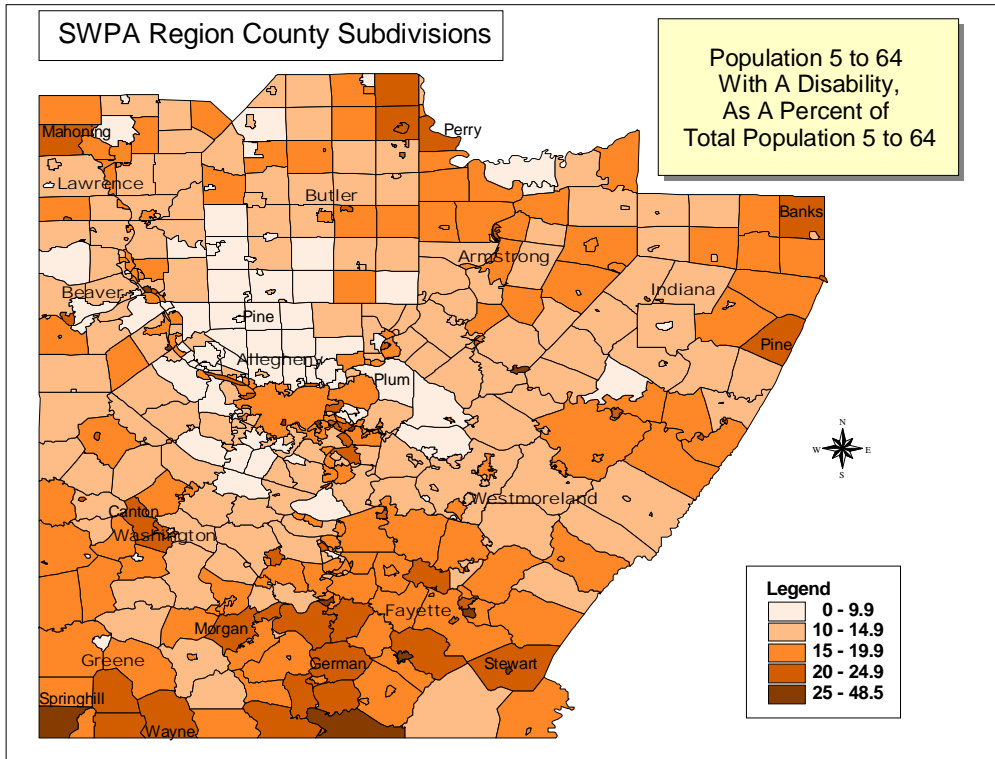 SWPA Region County Subdivisions
Population 5 to 64
With A Disability,
As A Percent of
Total Population 5 to 64
Mahoning
Perry
Lawrence
Butler
Banks
Armstrong
Beaver
Indiana
Pine
Pine
Allegheny
Plum
N
W E
S
Westmoreland
Canton
Washington
Legend
0 - 9.9
10 - 14.9
15 - 19.9
20 - 24.9
25 - 48.5
Fayette
Morgan
Greene
German
Stewart
Springhill
Wayne